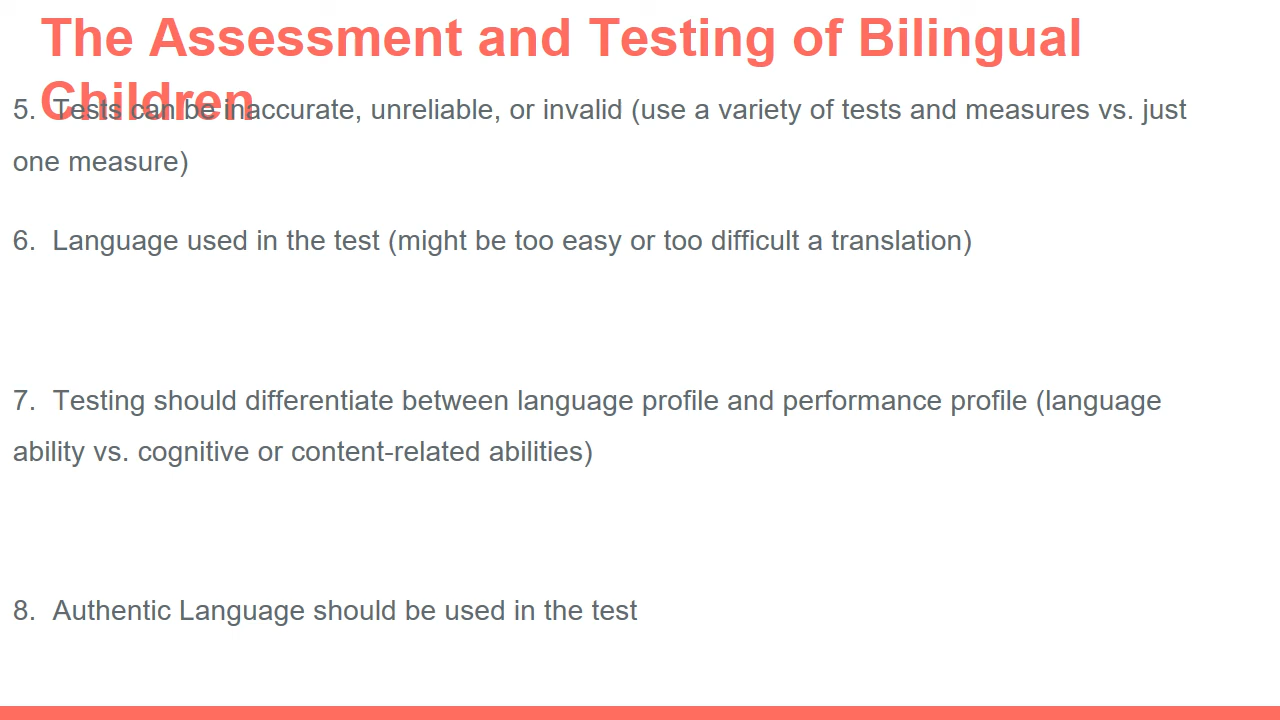 The Assessment and Testing of Bilingual
Children
5. Tests can be inaccurate, unreliable, or invalid (use a variety of tests and measures vs. just
one measure)
6. Language used in the test (might be too easy or too difficult a translation)
7. Testing should differentiate between language profile and performance profile (language
ability vs. cognitive or content-related abilities)
8. Authentic Language should be used in the test